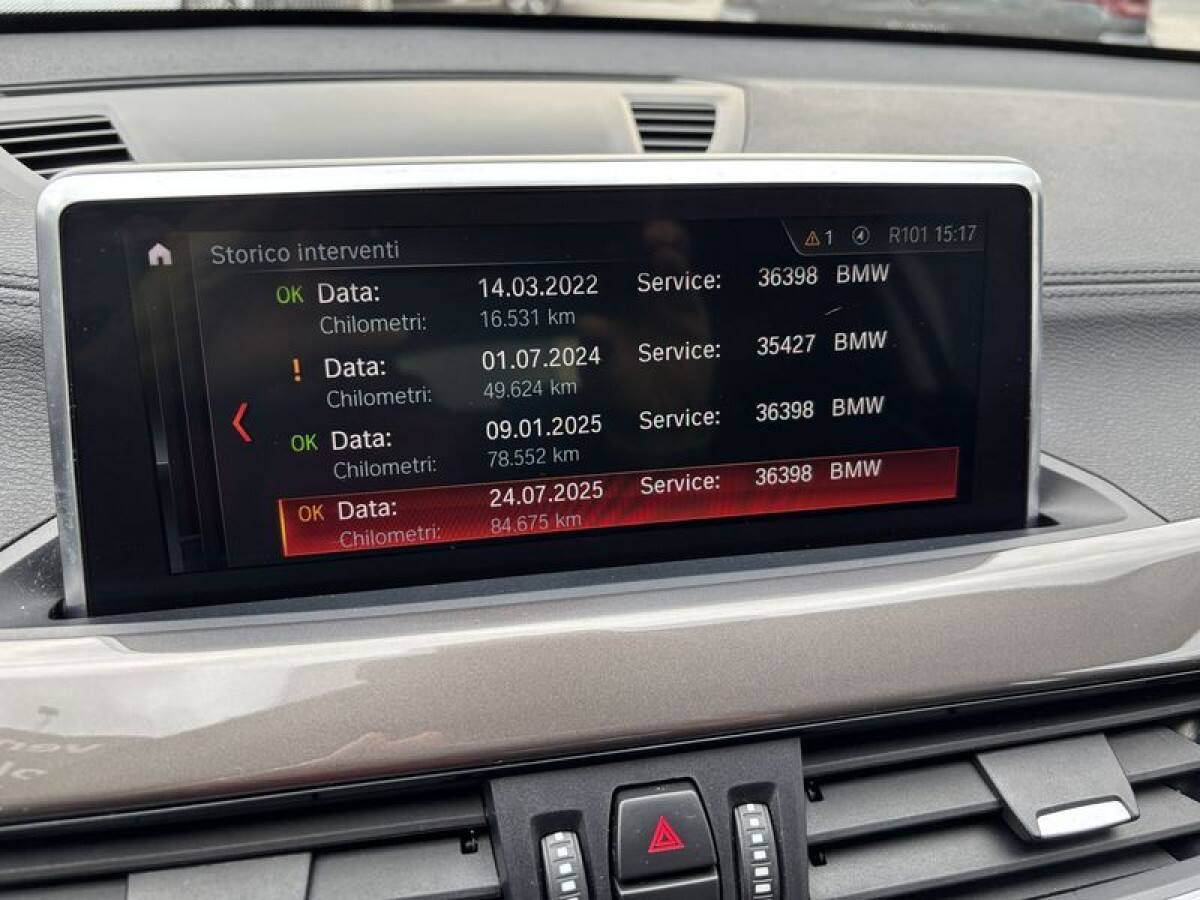 Storico interventi 1 R101 15:17
OK Data: 14.03.2022 Service: 36398 BMW
Chilometri: 16.531 km
! Data: 01.07.2024 Service: 35427 BMW
Chilometri: 49.624 km
OK Data: 09.01.2025 Service: 36398 BMW
Chilometri: 78.552 km
OK Data: 24.07.2025 Service: 36398 BMW
Chilometri: 84.675 km